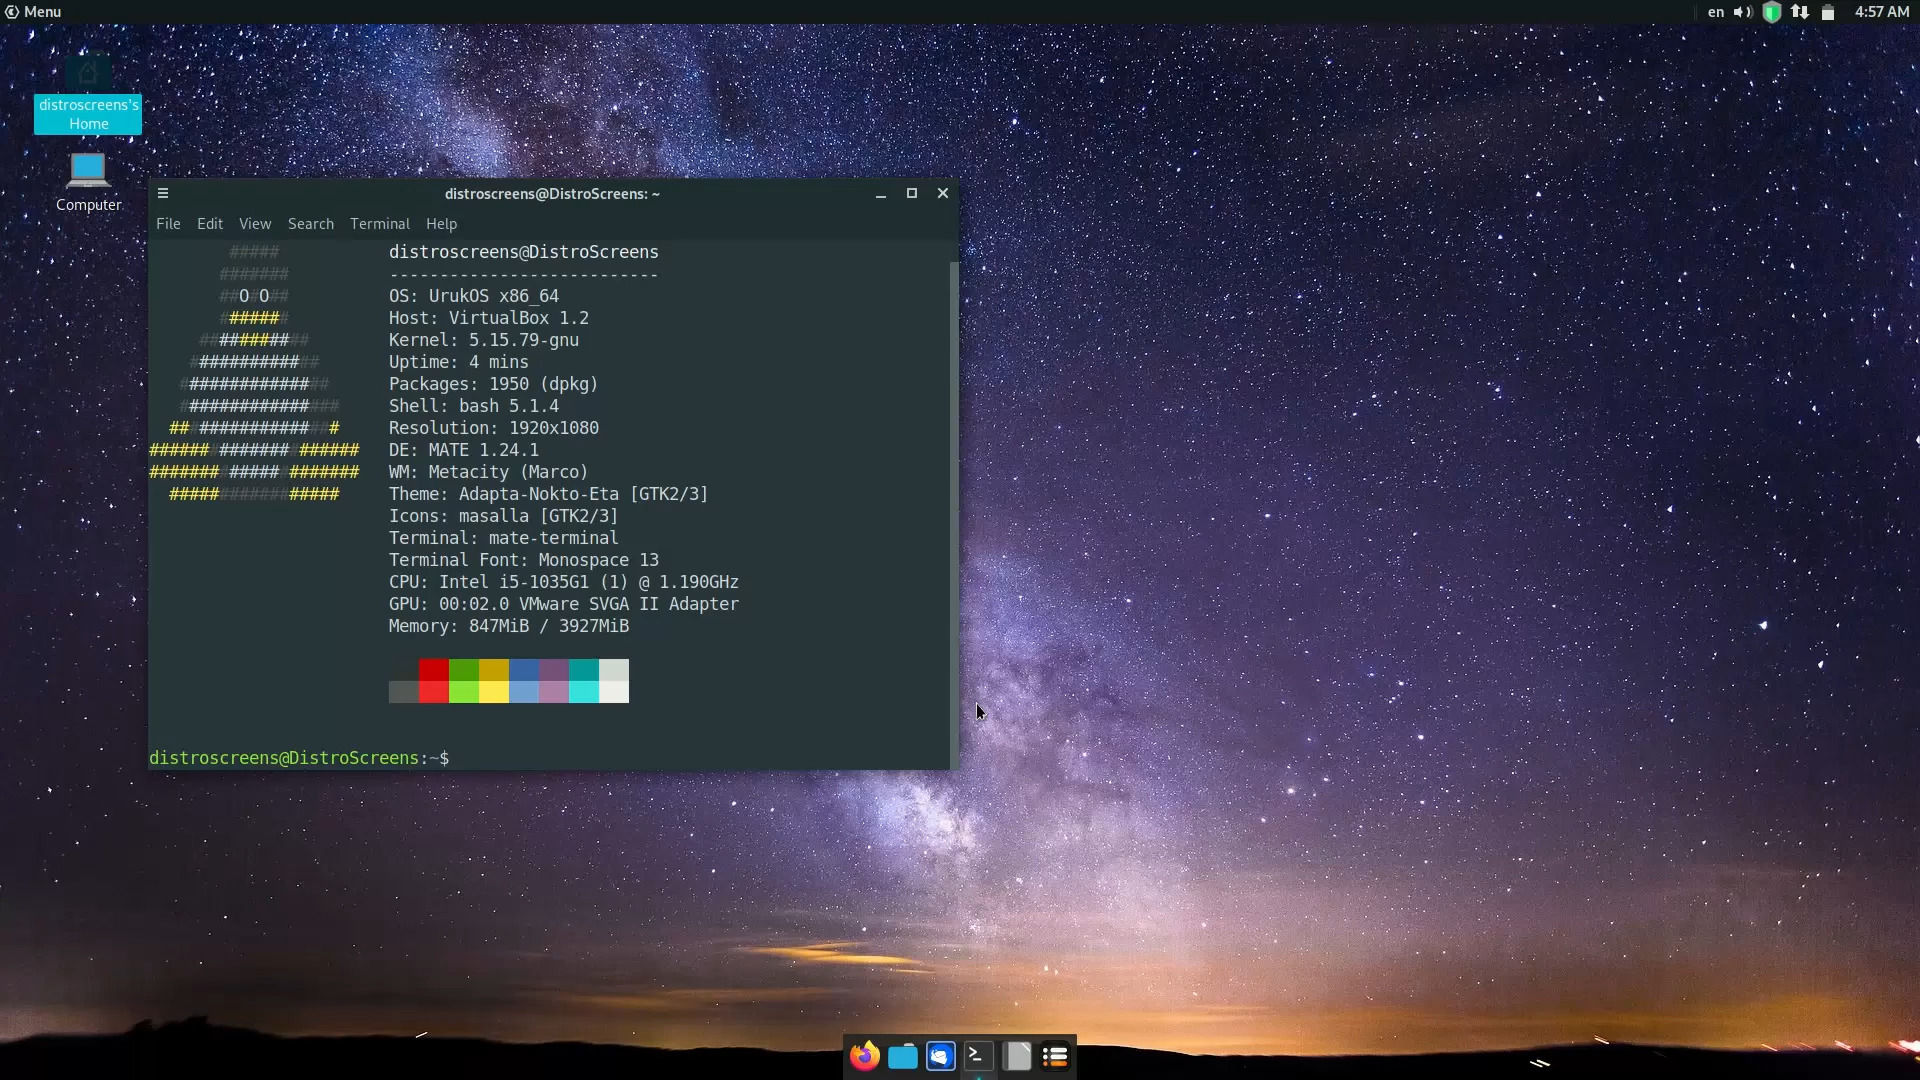 Menu
en
4:57 AM
distroscreens's
Home
Computer
distroscreens@DistroScreens: ~
File Edit View Search Terminal Help
##### distroscreens@DistroScreens
####### ---------------------------
##O#O## OS: UrukOS x86_64
####### Host: VirtualBox 1.2
########### Kernel: 5.15.79-gnu
############# Uptime: 4 mins
############### Packages: 1950 (dpkg)
################ Shell: bash 5.1.4
################# Resolution: 1920x1080
##################### DE: MATE 1.24.1
##################### WM: Metacity (Marco)
################# Theme: Adapta-Nokto-Eta [GTK2/3]
Icons: masalla [GTK2/3]
Terminal: mate-terminal
Terminal Font: Monospace 13
CPU: Intel i5-1035G1 (1) @ 1.190GHz
GPU: 00:02.0 VMware SVGA II Adapter
Memory: 847MiB / 3927MiB
distroscreens@DistroScreens:~$